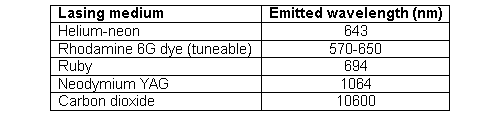 Lasing medium Emitted wavelength (nm)
Helium-neon 643
Rhodamine 6G dye (tuneable) 570-650
Ruby 694
Neodymium YAG 1064
Carbon dioxide 10600